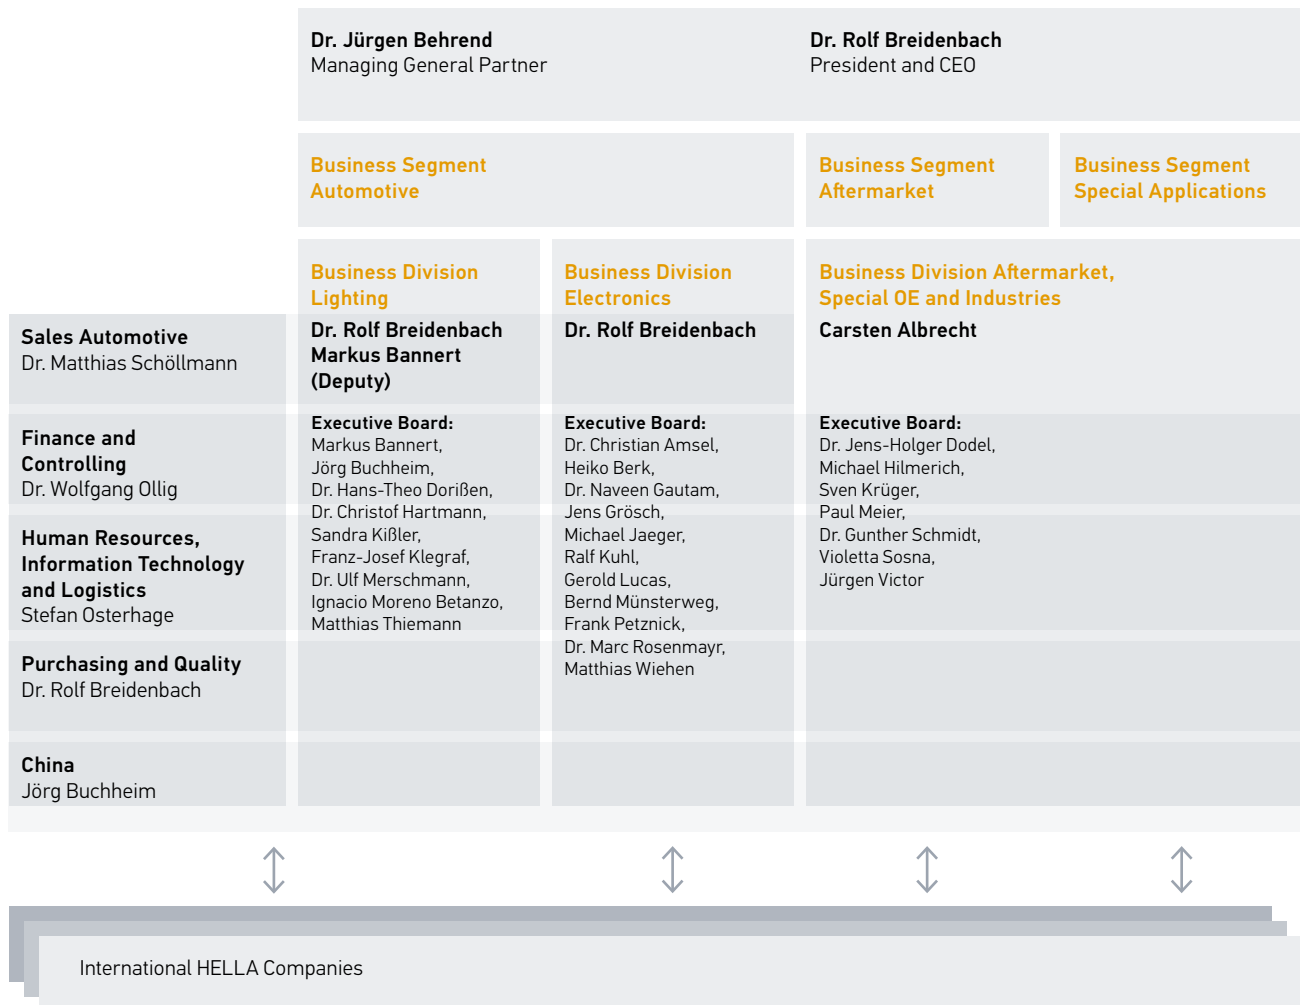 Dr. Jürgen Behrend
Managing General Partner
Dr. Rolf Breidenbach
President and CEO
Business Segment
Automotive
Business Segment
Aftermarket
Business Segment
Special Applications
Business Division
Lighting
Dr. Rolf Breidenbach
Markus Bannert
(Deputy)
Business Division
Electronics
Dr. Rolf Breidenbach
Business Division Aftermarket,
Special OE and Industries
Carsten Albrecht
Sales Automotive
Dr. Matthias Schöllmann
Finance and
Controlling
Dr. Wolfgang Ollig
Human Resources,
Information Technology
and Logistics
Stefan Osterhage
Purchasing and Quality
Dr. Rolf Breidenbach
China
Jörg Buchheim
Executive Board:
Markus Bannert,
Jörg Buchheim,
Dr. Hans-Theo Dorißen,
Dr. Christof Hartmann,
Sandra Kißler,
Franz-Josef Klegraf,
Dr. Ulf Merschmann,
Ignacio Moreno Betanzo,
Matthias Thiemann
Executive Board:
Dr. Christian Amsel,
Heiko Berk,
Dr. Naveen Gautam,
Jens Grösch,
Michael Jaeger,
Ralf Kuhl,
Gerold Lucas,
Bernd Münsterweg,
Frank Petznick,
Dr. Marc Rosenmayr,
Matthias Wiehen
Executive Board:
Dr. Jens-Holger Dodel,
Michael Hilmerich,
Sven Krüger,
Paul Meier,
Dr. Gunther Schmidt,
Violetta Sosna,
Jürgen Victor
International HELLA Companies